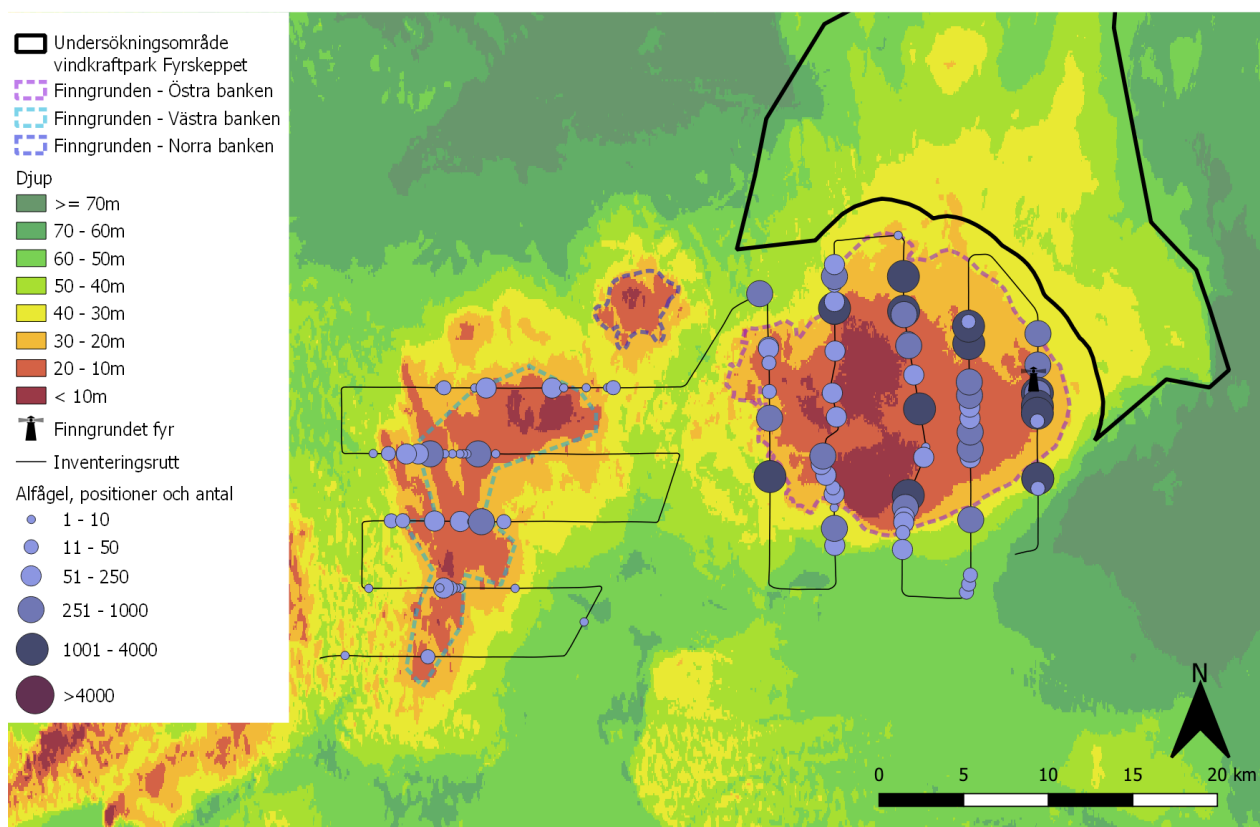 Undersökningsområde
vindkraftpark Fyrskeppet
Finngrunden - Östra banken
Finngrunden - Västra banken
Finngrunden - Norra banken
Djup
>= 70m
70 - 60m
60 - 50m
50 - 40m
40 - 30m
30 - 20m
20 - 10m
< 10m
Finngrundet fyr
Inventeringsrutt
Alfågel, positioner och antal
1 - 10
11 - 50
51 - 250
251 - 1000
1001 - 4000
>4000
N
0 5 10 15 20 km